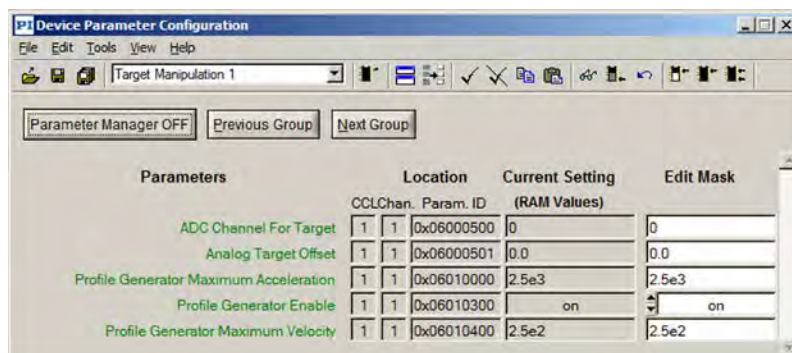 PI Device Parameter Configuration
File Edit Tools View Help
Target Manipulation 1
Parameter Manager OFF Previous Group Next Group
Parameters Location Current Setting Edit Mask
CCL Chan. Param. ID (RAM Values)
ADC Channel For Target 1 1 0x06000500 0 0
Analog Target Offset 1 1 0x06000501 0.0 0.0
Profile Generator Maximum Acceleration 1 1 0x06010000 2.5e3 2.5e3
Profile Generator Enable 1 1 0x06010300 on on
Profile Generator Maximum Velocity 1 1 0x06010400 2.5e2 2.5e2